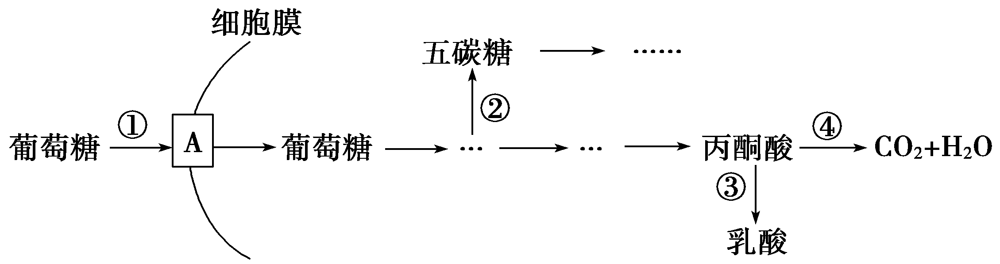 细胞膜
五碳糖 ……
②
① ④
葡萄糖 A 葡萄糖 … … 丙酮酸 CO₂+H₂O
③
乳酸